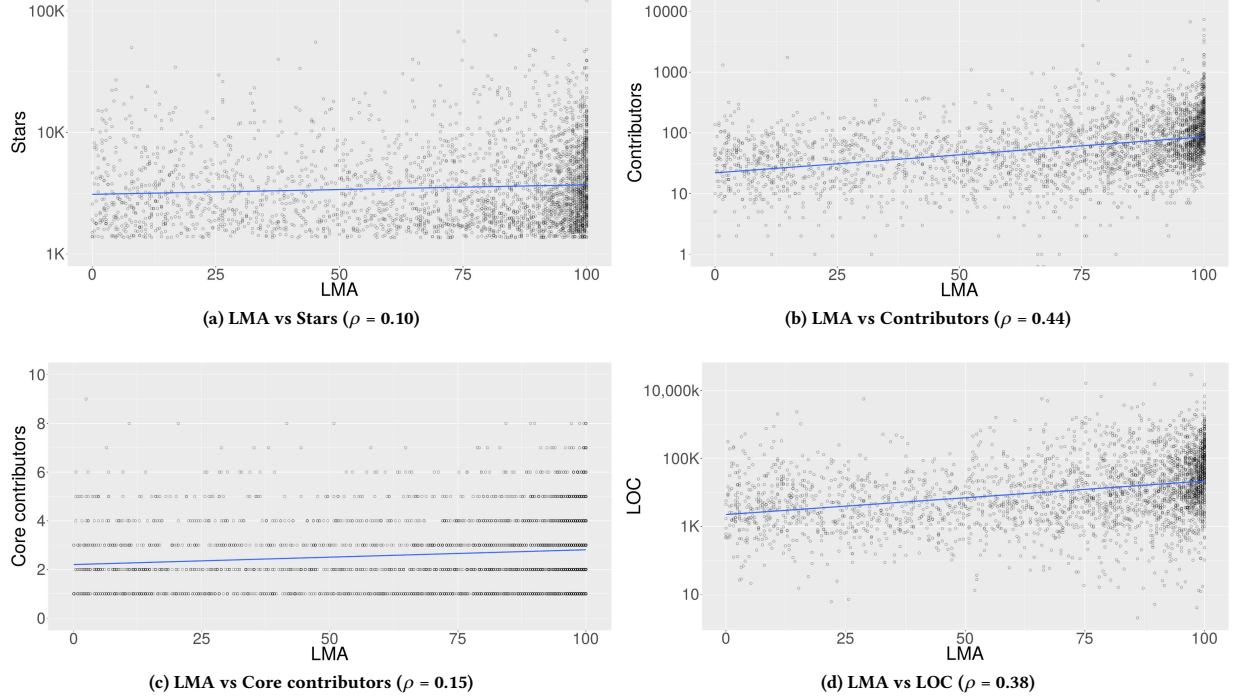 100K
10K
1K
Stars
0 25 50 75 100
LMA
(a) LMA vs Stars (ρ = 0.10)
10000
1000
100
10
1
Contributors
0 25 50 75 100
LMA
(b) LMA vs Contributors (ρ = 0.44)
10
8
6
4
2
0
Core contributors
0 25 50 75 100
LMA
(c) LMA vs Core contributors (ρ = 0.15)
10,000k
100K
1K
10
LOC
0 25 50 75 100
LMA
(d) LMA vs LOC (ρ = 0.38)